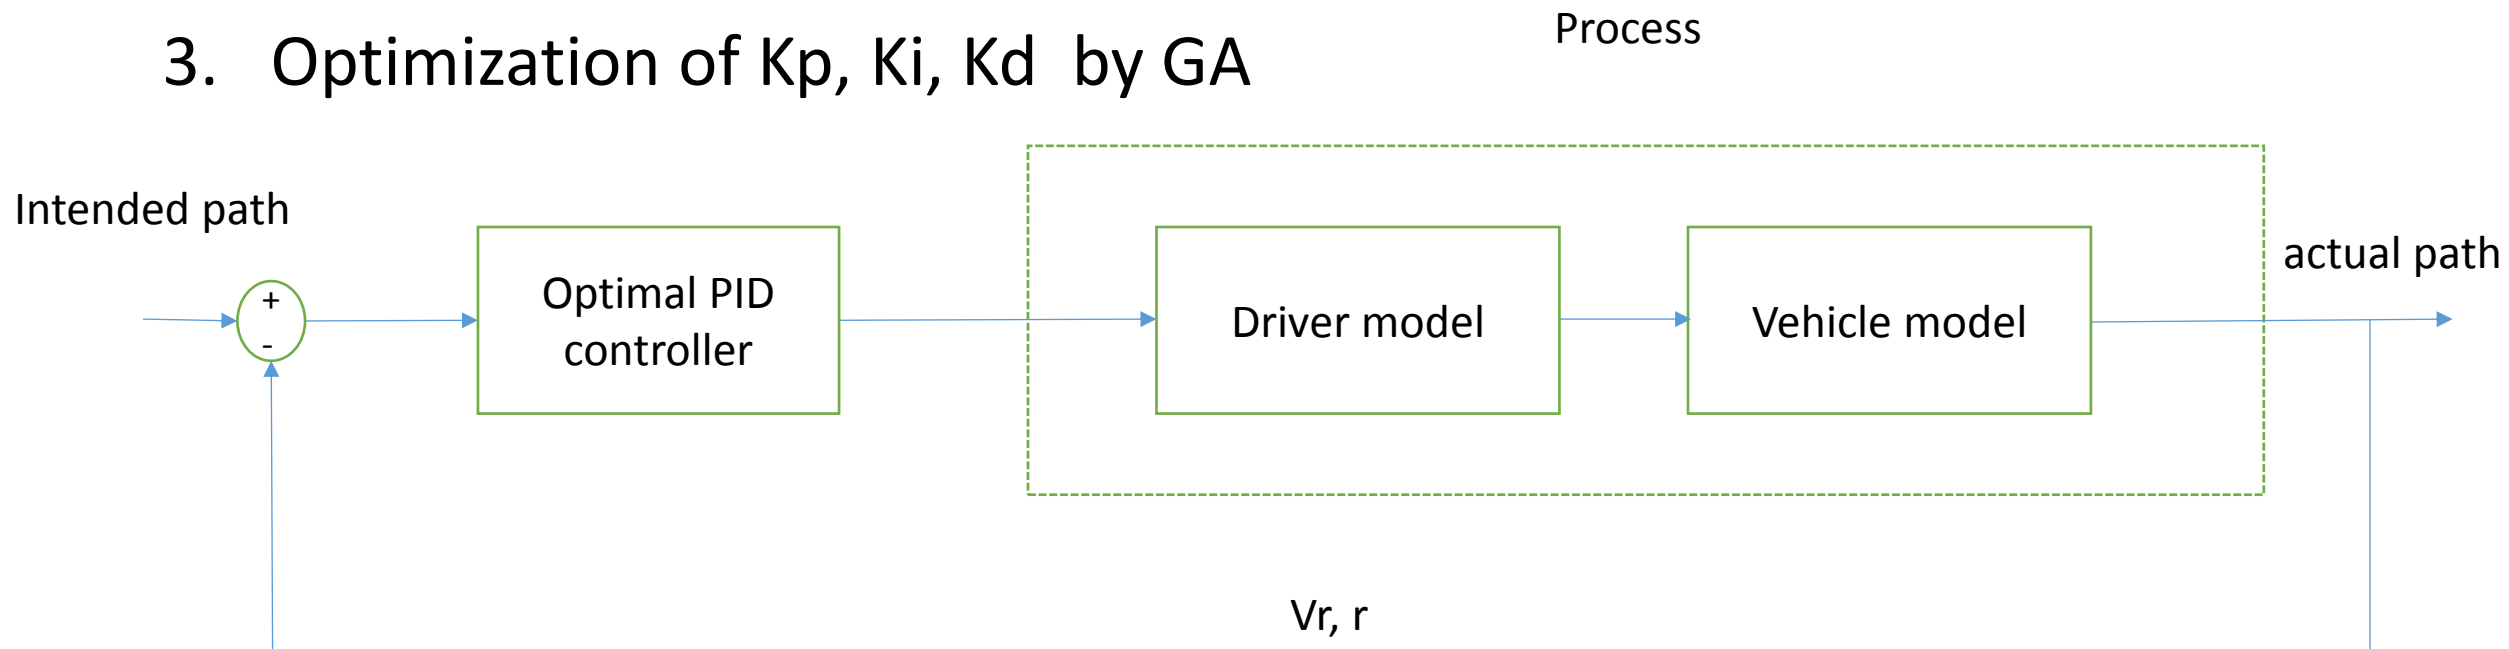 Process
3. Optimization of Kp, Ki, Kd by GA
Intended path
actual path
+
-
Optimal PID
controller
Driver model
Vehicle model
Vr, r